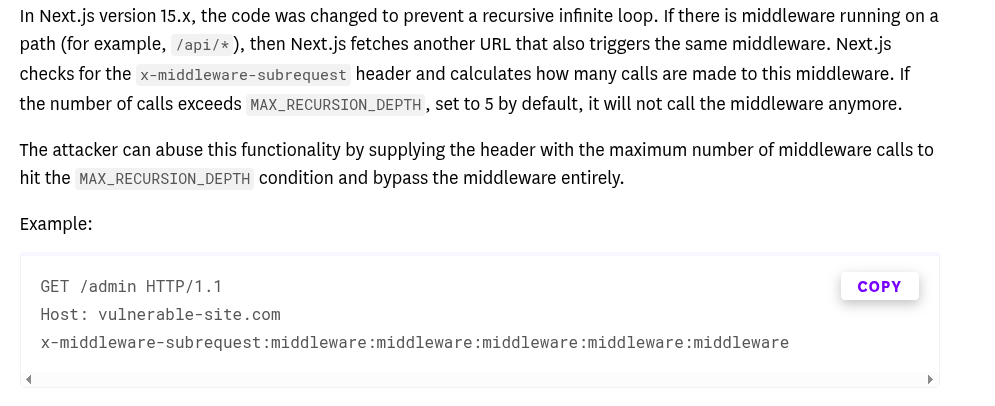 In Next.js version 15.x, the code was changed to prevent a recursive infinite loop. If there is middleware running on a
path (for example, /api/*), then Next.js fetches another URL that also triggers the same middleware. Next.js
checks for the x-middleware-subrequest header and calculates how many calls are made to this middleware. If
the number of calls exceeds MAX_RECURSION_DEPTH, set to 5 by default, it will not call the middleware anymore.
The attacker can abuse this functionality by supplying the header with the maximum number of middleware calls to
hit the MAX_RECURSION_DEPTH condition and bypass the middleware entirely.
Example:
COPY
GET /admin HTTP/1.1
Host: vulnerable-site.com
x-middleware-subrequest:middleware:middleware:middleware:middleware:middleware